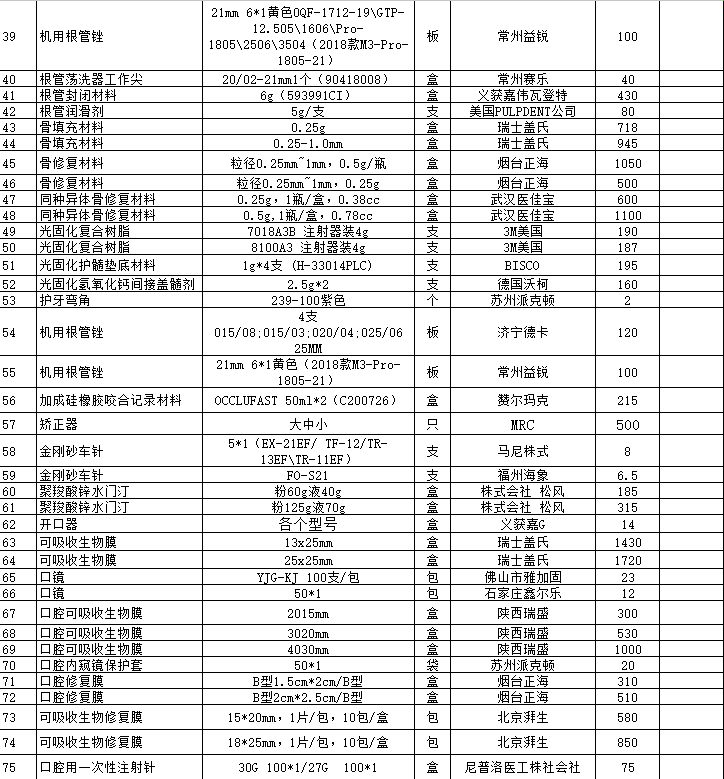 39 机用根管锉 21mm 6*1黄色0QF-1712-19\GTP-12.505\1606\Pro-1805\2506\3504（2018款M3-Pro-1805-21） 板 常州益锐 100
40 根管荡洗器工作尖 20/02-21mm1个（90418008） 盒 常州赛乐 40
41 根管封闭材料 6g（593991CI） 盒 义获嘉伟瓦登特 430
42 根管润滑剂 5g/支 支 美国PULPDENT公司 80
43 骨填充材料 0.25g 盒 瑞士盖氏 718
44 骨填充材料 0.25-1.0mm 盒 瑞士盖氏 945
45 骨修复材料 粒径0.25mm~1mm，0.5g/瓶 盒 烟台正海 1050
46 骨修复材料 粒径0.25mm~1mm，0.25g 盒 烟台正海 500
47 同种异体骨修复材料 0.25g，1瓶/盒，0.38cc 盒 武汉医佳宝 600
48 同种异体骨修复材料 0.5g,1瓶/盒，0.78cc 盒 武汉医佳宝 1100
49 光固化复合树脂 7018A3B 注射器装4g 支 3M美国 190
50 光固化复合树脂 8100A3 注射器装4g 支 3M美国 187
51 光固化护髓垫底材料 1g*4支（H-33014PLC） 支 BISCO 195
52 光固化氢氧化钙间接盖髓剂 2.5g*2 支 德国沃柯 160
53 护牙弯角 239-100紫色 个 苏州派克顿 2
54 机用根管锉 4支 015/08;015/03;020/04;025/06 25MM 板 济宁德卡 120
55 机用根管锉 21mm 6*1黄色（2018款M3-Pro-1805-21） 板 常州益锐 100
56 加成硅橡胶咬合记录材料 OCCLUFAST 50ml*2（C200726） 盒 赞尔玛克 215
57 矫正器 大中小 只 MRC 500
58 金刚砂车针 5*1（EX-21EF/ TF-12/TR-13EF\TR-11EF） 支 马尼株式 8
59 金刚砂车针 FO-S21 支 福州海象 6.5
60 聚羧酸锌水门汀 粉60g液40g 盒 株式会社 松风 185
61 聚羧酸锌水门汀 粉125g液70g 盒 株式会社 松风 315
62 开口器 各个型号 盒 义获嘉G 14
63 可吸收生物膜 13x25mm 盒 瑞士盖氏 1430
64 可吸收生物膜 25x25mm 盒 瑞士盖氏 1720
65 口镜 YJG-KJ 100支/包 包 佛山市雅加固 23
66 口镜 50*1 包 石家庄鑫尔乐 12
67 口腔可吸收生物膜 2015mm 盒 陕西瑞盛 300
68 口腔可吸收生物膜 3020mm 盒 陕西瑞盛 530
69 口腔可吸收生物膜 4030mm 盒 陕西瑞盛 1000
70 口腔内窥镜保护套 50*1 袋 苏州派克顿 20
71 口腔修复膜 B型1.5cm*2cm/B型 盒 烟台正海 310
72 口腔修复膜 B型2cm*2.5cm/B型 盒 烟台正海 510
73 可吸收生物修复膜 15*20mm，1片/包，10包/盒 包 北京湃生 580
74 可吸收生物修复膜 18*25mm，1片/包，10包/盒 包 北京湃生 850
75 口腔用一次性注射针 30G 100*1/27G 100*1 盒 尼普洛医工株社会社 75